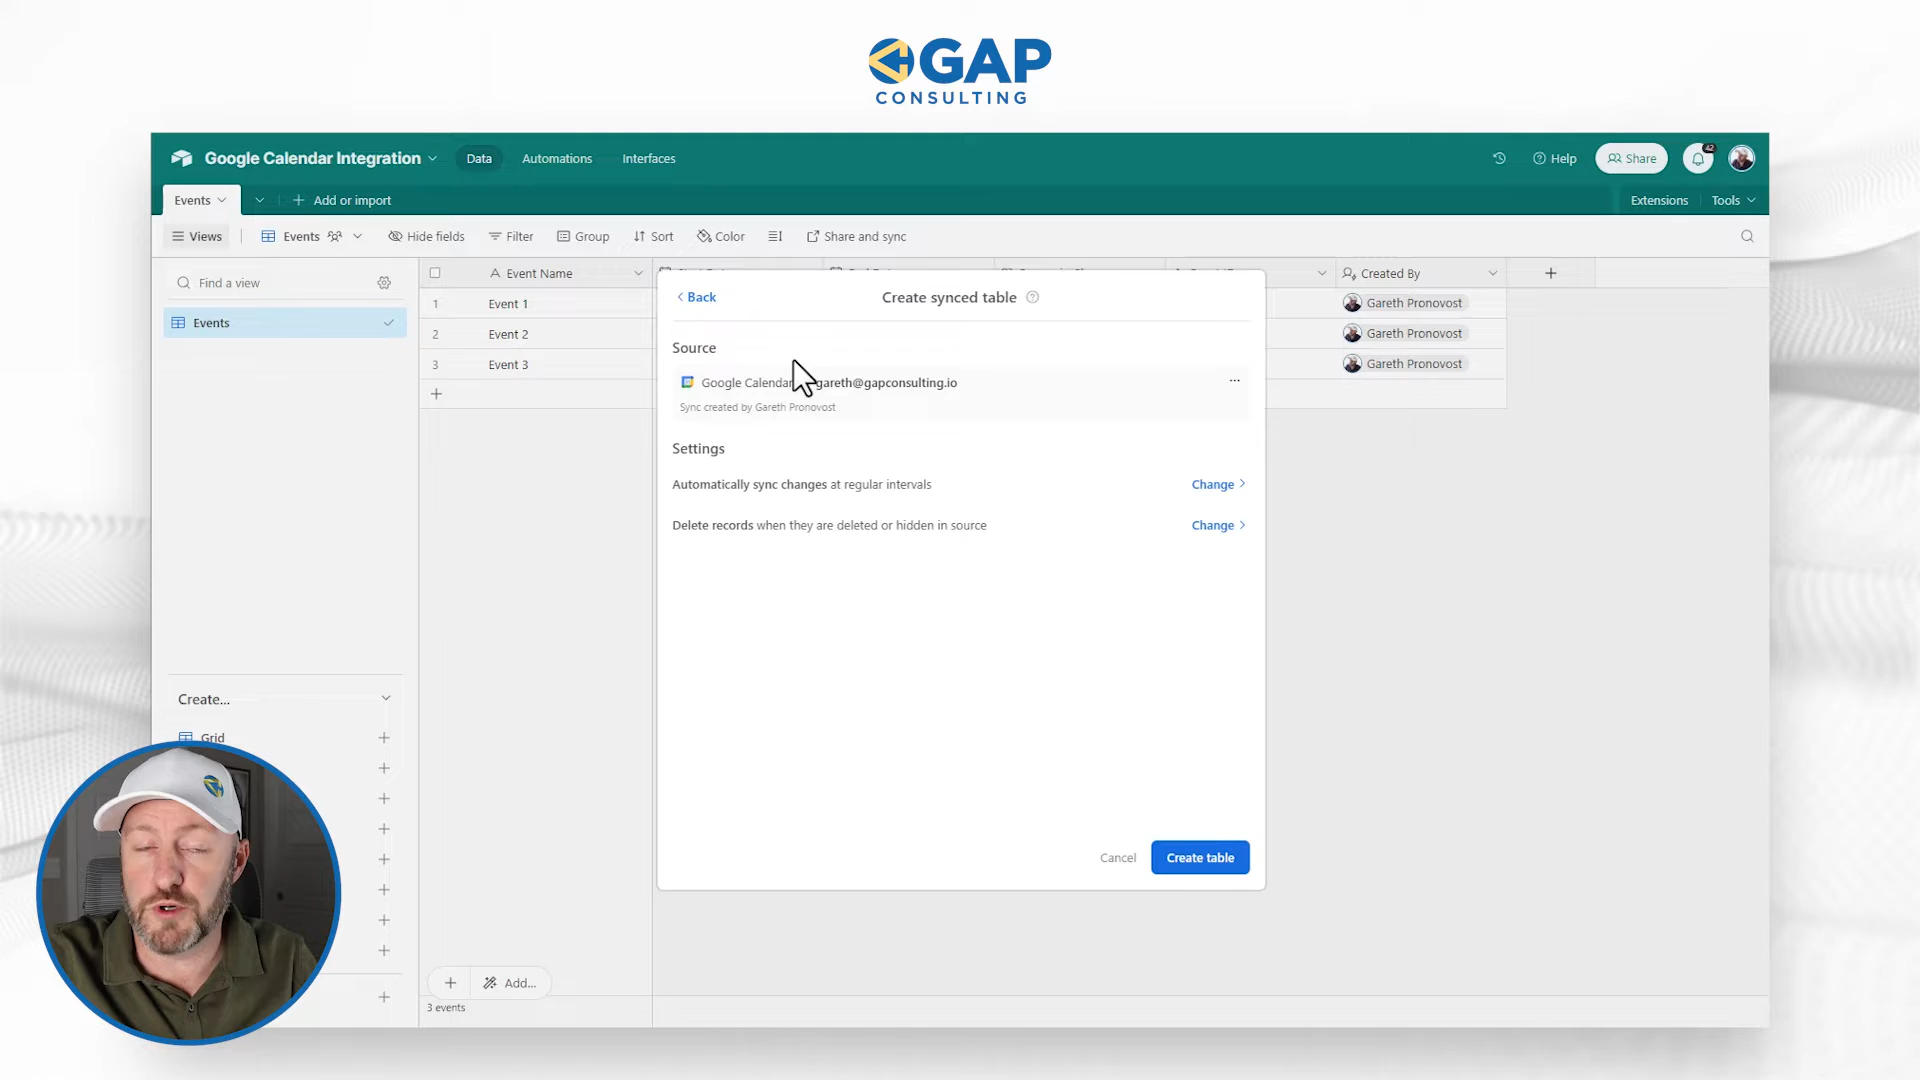 GAP
CONSULTING
Google Calendar Integration
Data
Automations
Interfaces
Help
Share
42
Events
Add or import
Extensions
Tools
Views
Events
Hide fields
Filter
Group
Sort
Color
Share and sync
Find a view
Event Name
Created By
Events
1 Event 1
Gareth Pronovost
2 Event 2
Gareth Pronovost
3 Event 3
Gareth Pronovost
Back
Create synced table
Source
Google Calendar gareth@gapconsulting.io
Sync created by Gareth Pronovost
Settings
Automatically sync changes at regular intervals
Change
Delete records when they are deleted or hidden in source
Change
Create...
Grid
Cancel
Create table
Add...
3 events